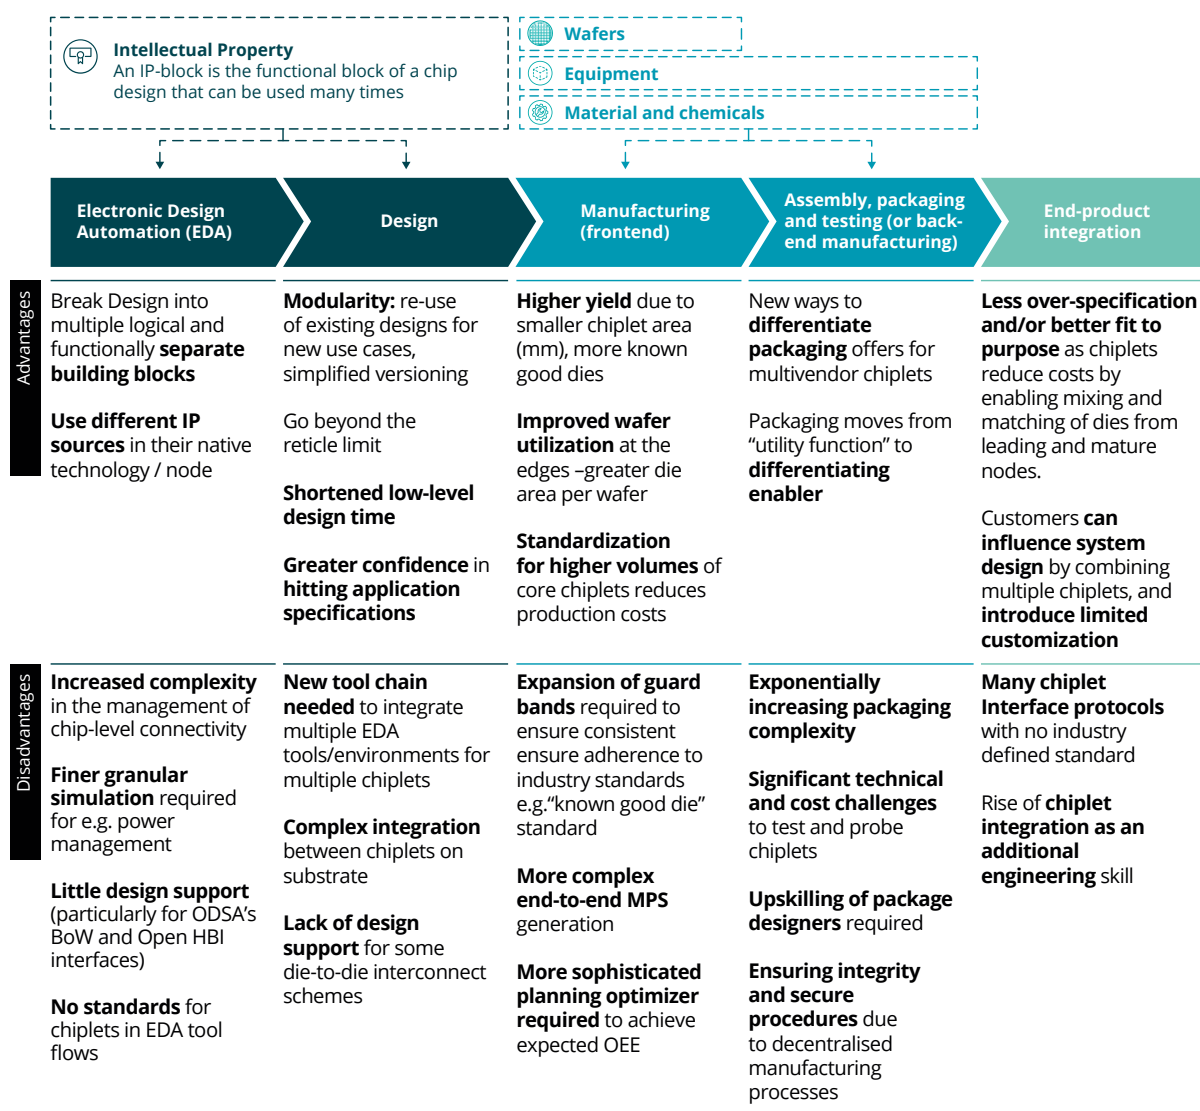 Intellectual Property
An IP-block is the functional block of a chip
design that can be used many times
Wafers
Equipment
Material and chemicals
Electronic Design
Automation (EDA)
Design
Manufacturing
(frontend)
Assembly, packaging
and testing (or back-
end manufacturing)
End-product
integration
Advantages
Break Design into
multiple logical and
functionally separate
building blocks
Use different IP
sources in their native
technology / node
Modularity: re-use
of existing designs for
new use cases,
simplified versioning
Go beyond the
reticle limit
Shortened low-level
design time
Greater confidence in
hitting application
specifications
Higher yield due to
smaller chiplet area
(mm), more known
good dies
Improved wafer
utilization at the
edges –greater die
area per wafer
Standardization
for higher volumes of
core chiplets reduces
production costs
New ways to
differentiate
packaging offers for
multivendor chiplets
Packaging moves from
“utility function” to
differentiating
enabler
Less over-specification
and/or better fit to
purpose as chiplets
reduce costs by
enabling mixing and
matching of dies from
leading and mature
nodes.
Customers can
influence system
design by combining
multiple chiplets, and
introduce limited
customization
Disadvantages
Increased complexity
in the management of
chip-level connectivity
Finer granular
simulation required
for e.g. power
management
Little design support
(particularly for ODSA’s
BoW and Open HBI
interfaces)
No standards for
chiplets in EDA tool
flows
New tool chain
needed to integrate
multiple EDA
tools/environments for
multiple chiplets
Complex integration
between chiplets on
substrate
Lack of design
support for some
die-to-die interconnect
schemes
Expansion of guard
bands required to
ensure consistent
ensure adherence to
industry standards
e.g.“known good die”
standard
More complex
end-to-end MPS
generation
More sophisticated
planning optimizer
required to achieve
expected OEE
Exponentially
increasing packaging
complexity
Significant technical
and cost challenges
to test and probe
chiplets
Upskilling of package
designers required
Ensuring integrity
and secure
procedures due
to decentralised
manufacturing
processes
Many chiplet
Interface protocols
with no industry
defined standard
Rise of chiplet
integration as an
additional
engineering skill